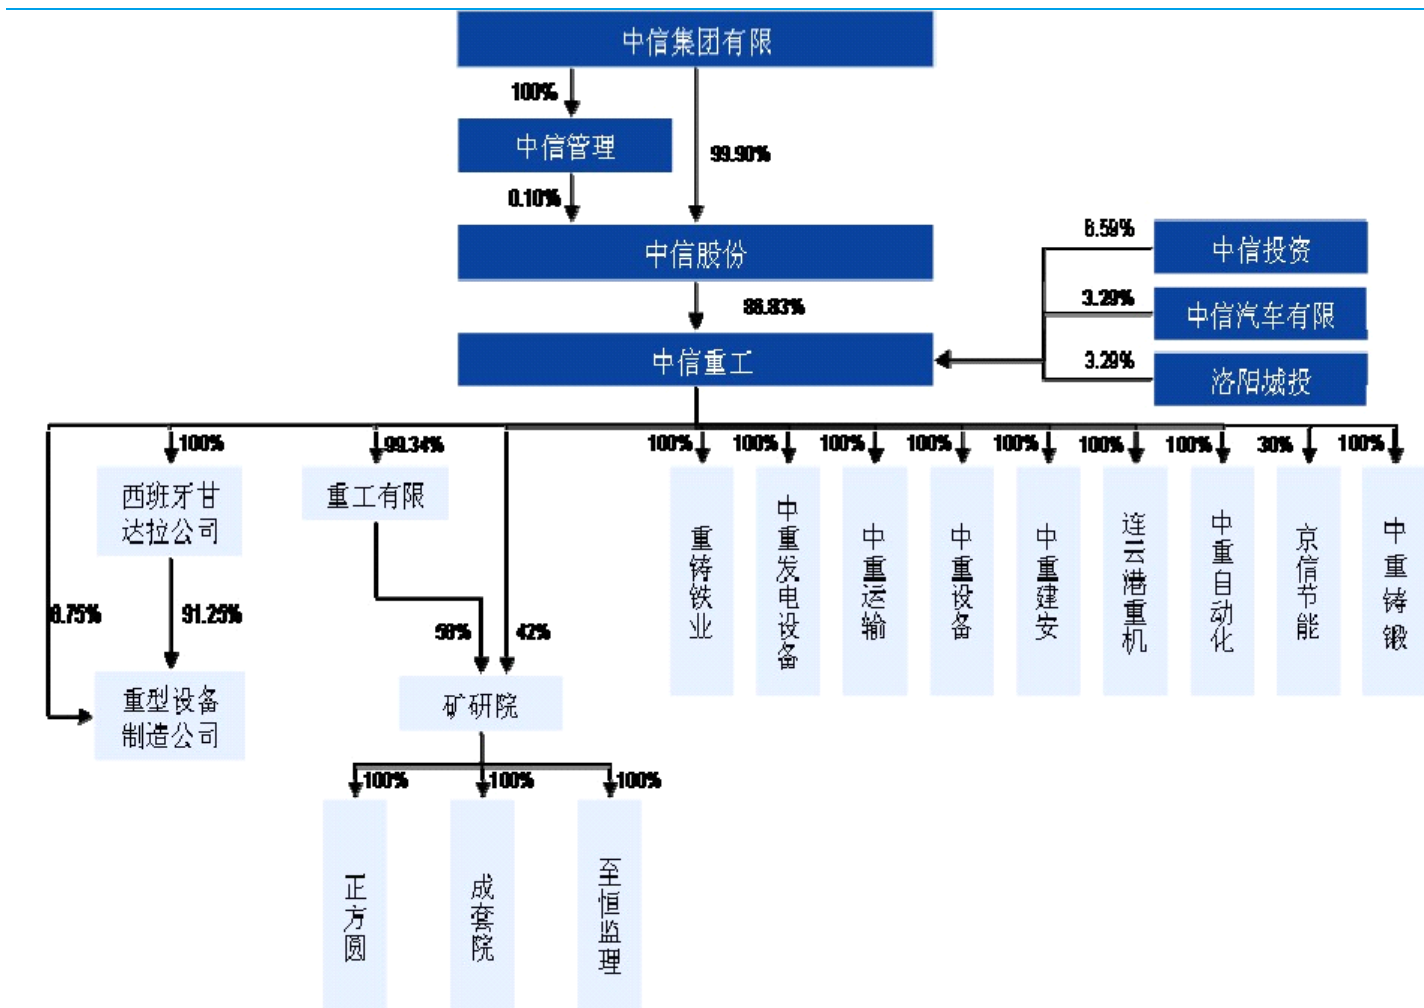 中信集团有限
100%
中信管理
99.90%
0.10%
中信股份
6.59%
中信投资
86.83%
3.29%
中信汽车有限
中信重工
3.29%
洛阳城投
100%
99.34%
100%
100%
100%
100%
100%
100%
100%
30%
100%
西班牙甘
达拉公司
重工有限
重铸铁业
中重发电设备
中重运输
中重设备
中重建安
连云港重机
中重自动化
京信节能
中重铸锻
8.75%
91.25%
58%
42%
重型设备
制造公司
矿研院
100%
100%
100%
正方圆
成套院
至恒监理